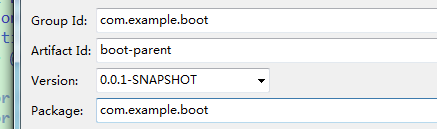 Group Id: com.example.boot
Artifact Id: boot-parent
Version: 0.0.1-SNAPSHOT
Package: com.example.boot